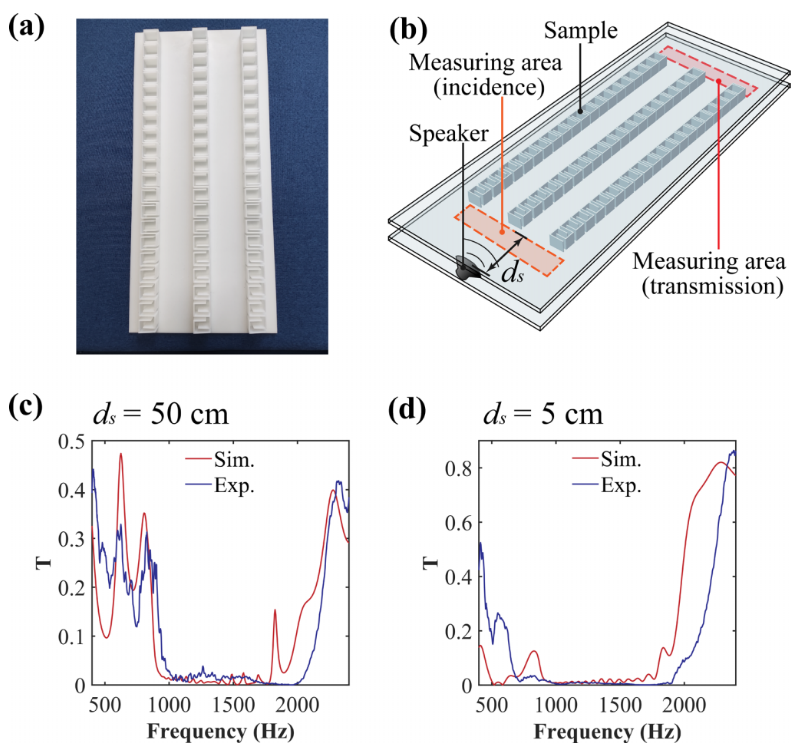 (a)
(b)
Sample
Measuring area
(incidence)
Speaker
ds
Measuring area
(transmission)
(c)
ds = 50 cm
0.5
0.4
0.3
0.2
0.1
0
T
Sim.
Exp.
500 1000 1500 2000
Frequency (Hz)
(d)
ds = 5 cm
0.8
0.6
0.4
0.2
0
T
Sim.
Exp.
500 1000 1500 2000
Frequency (Hz)